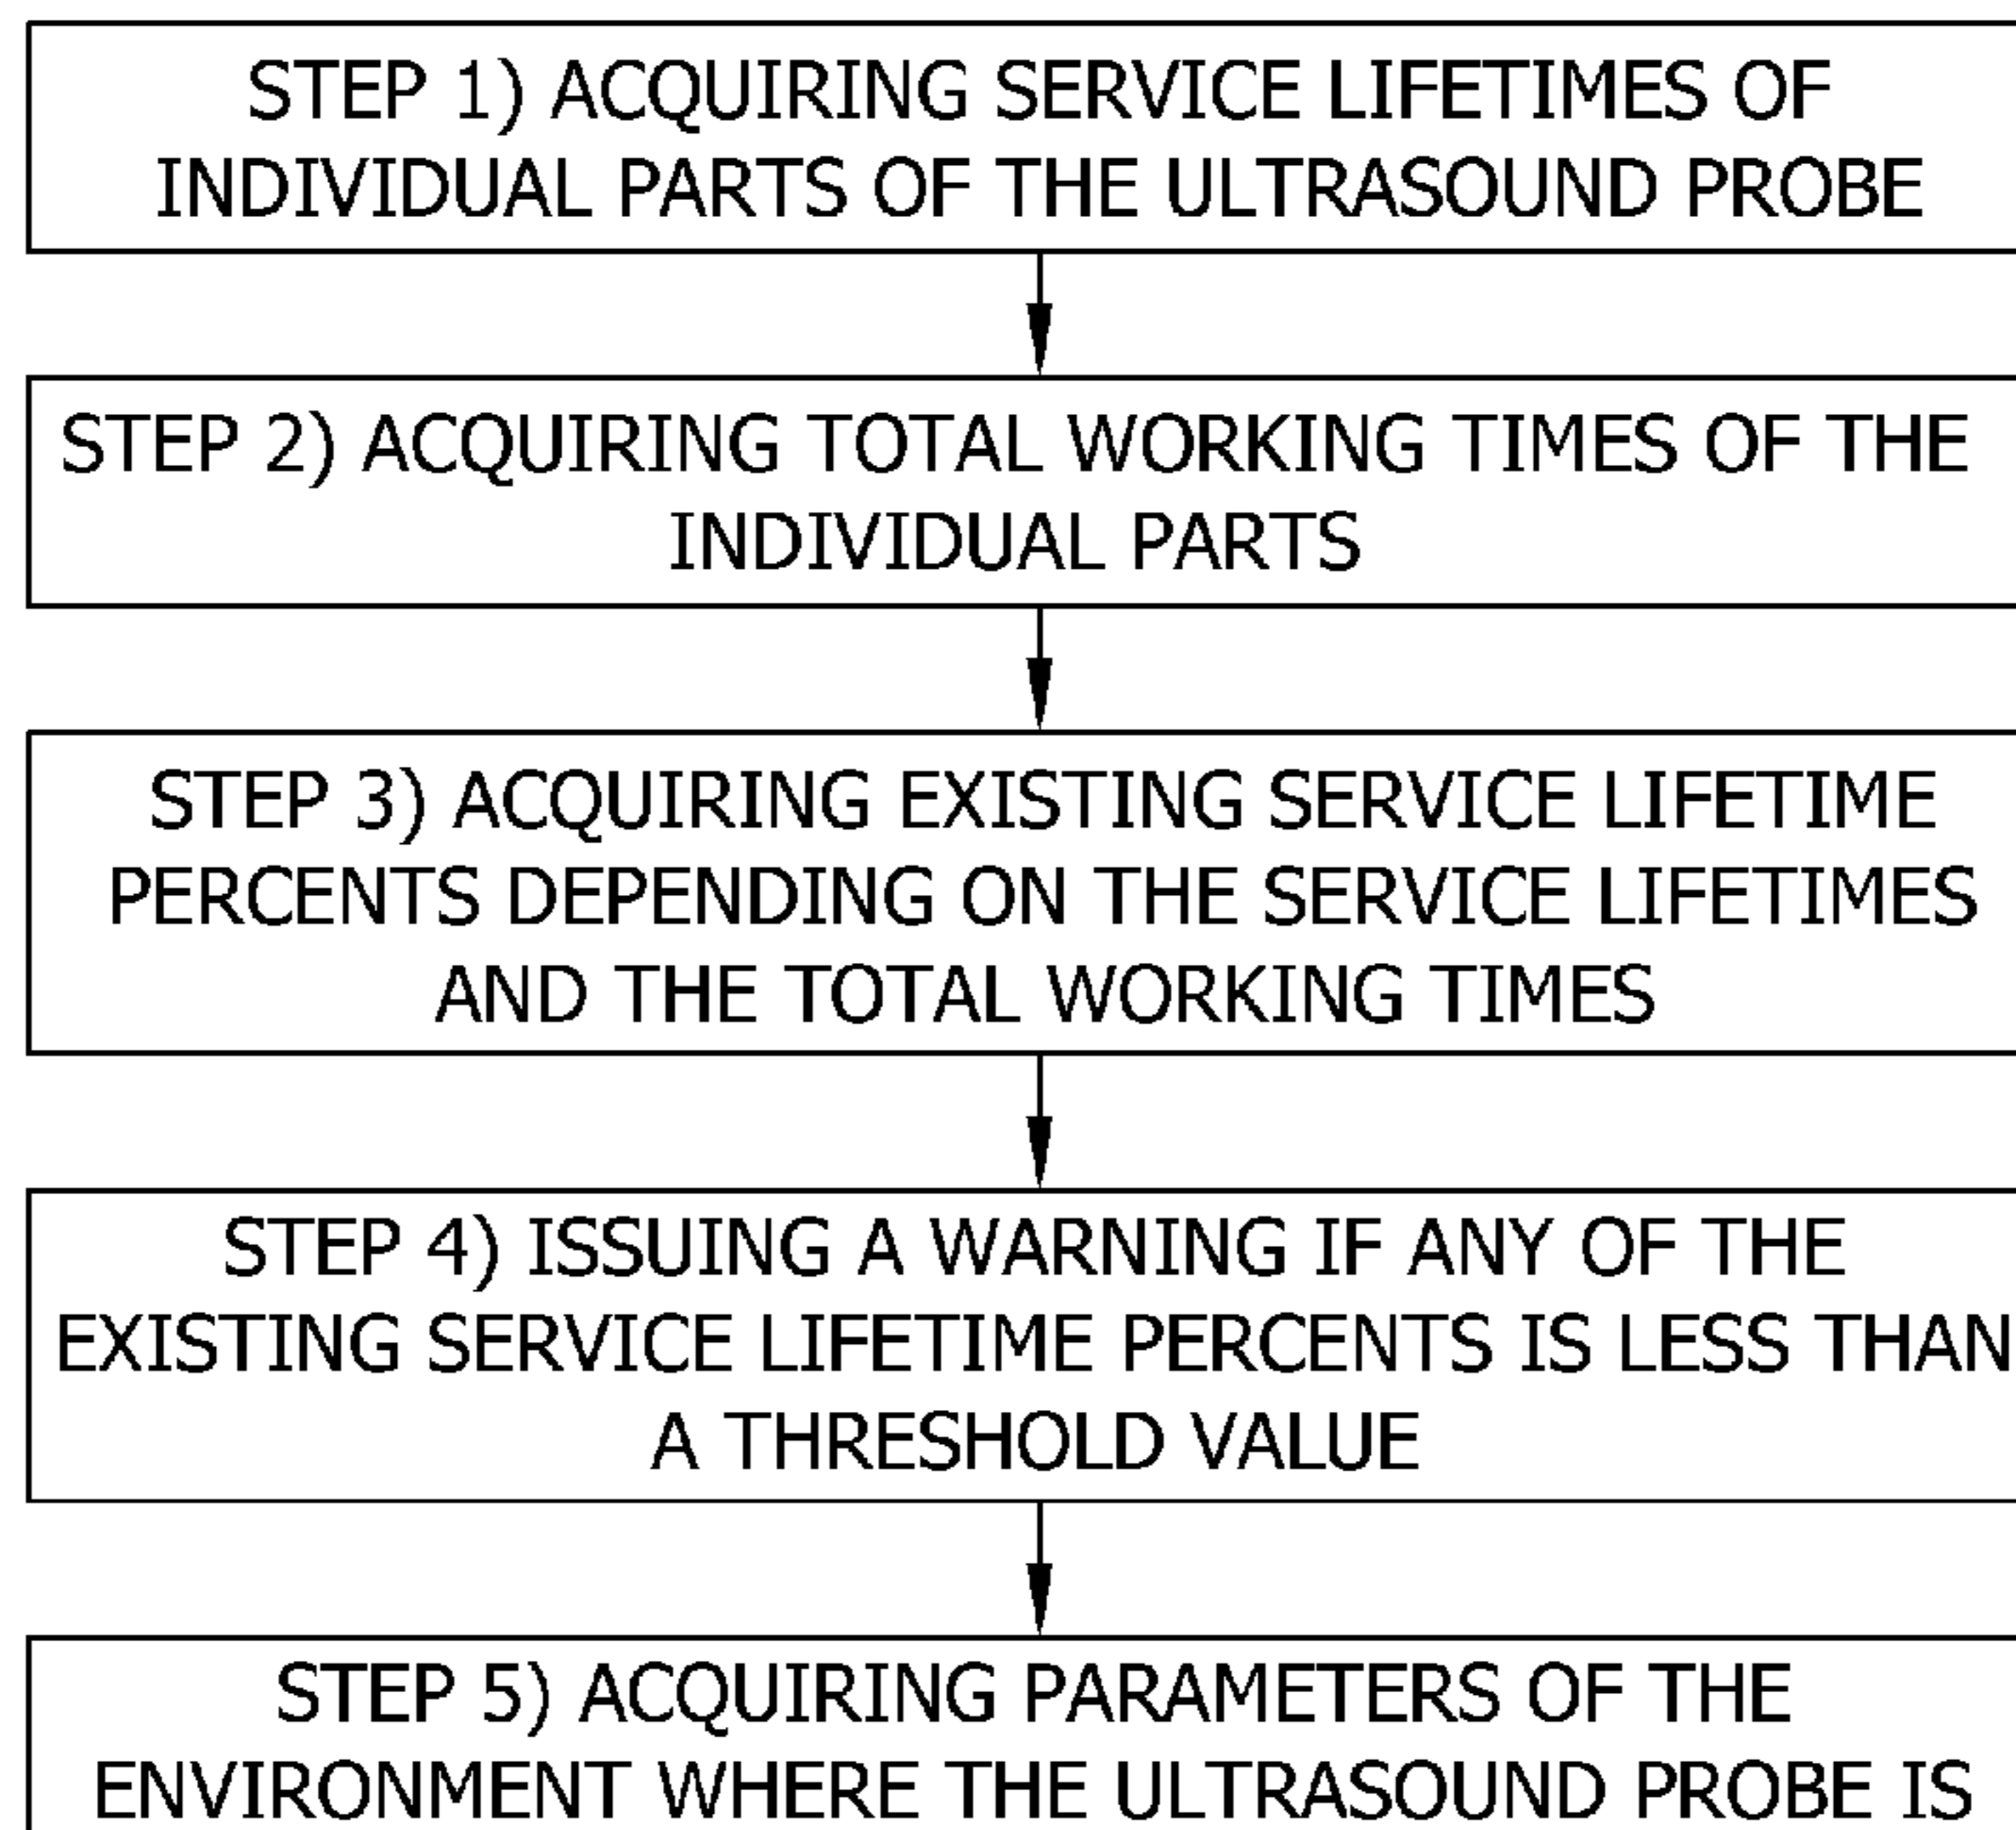 STEP 1) ACQUIRING SERVICE LIFETIMES OF
INDIVIDUAL PARTS OF THE ULTRASOUND PROBE
STEP 2) ACQUIRING TOTAL WORKING TIMES OF THE
INDIVIDUAL PARTS
STEP 3) ACQUIRING EXISTING SERVICE LIFETIME
PERCENTS DEPENDING ON THE SERVICE LIFETIMES
AND THE TOTAL WORKING TIMES
STEP 4) ISSUING A WARNING IF ANY OF THE
EXISTING SERVICE LIFETIME PERCENTS IS LESS THAN
A THRESHOLD VALUE
STEP 5) ACQUIRING PARAMETERS OF THE
ENVIRONMENT WHERE THE ULTRASOUND PROBE IS